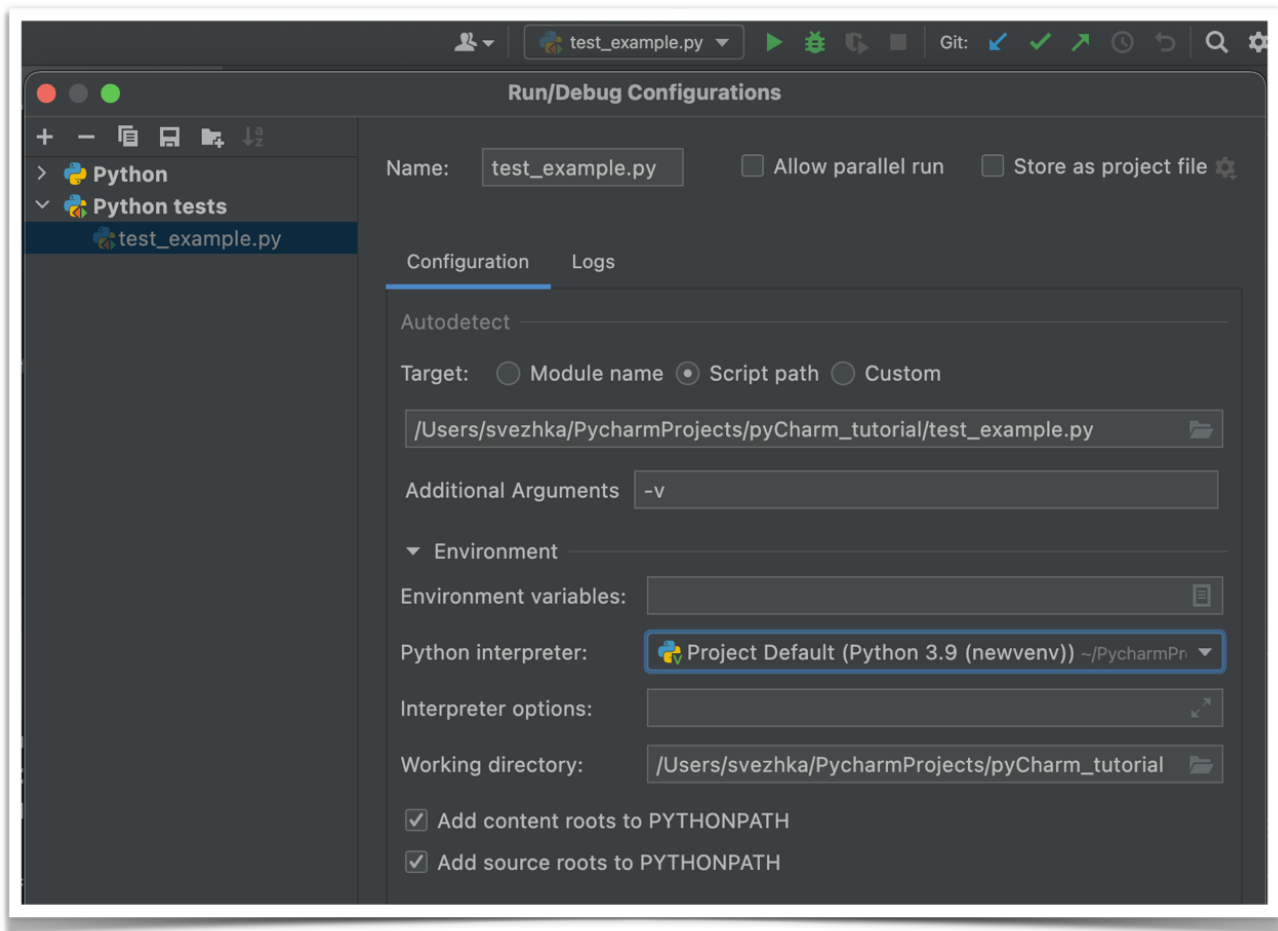 test_example.py Git:
Run/Debug Configurations
Python
Python tests
test_example.py
Name: test_example.py Allow parallel run Store as project file
Configuration Logs
Autodetect
Target: Module name Script path Custom
/Users/svezhka/PycharmProjects/pyCharm_tutorial/test_example.py
Additional Arguments -v
Environment
Environment variables:
Python interpreter: Project Default (Python 3.9 (newvenv)) ~/PycharmPr
Interpreter options:
Working directory: /Users/svezhka/PycharmProjects/pyCharm_tutorial
Add content roots to PYTHONPATH
Add source roots to PYTHONPATH